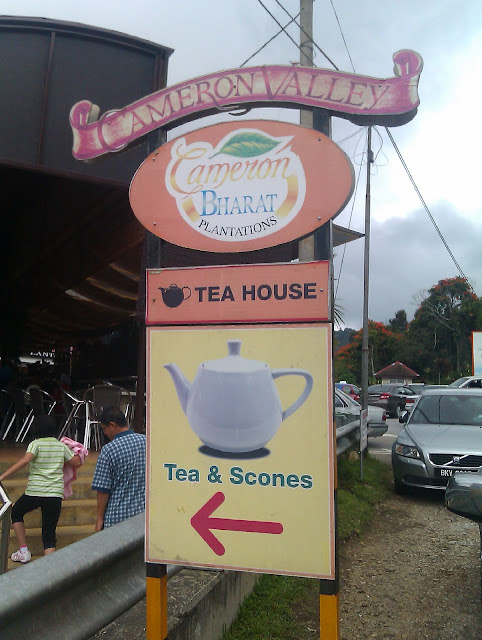 CAMERON VALLEY
Cameron
BHARAT
PLANTATIONS
TEA HOUSE
Tea & Scones